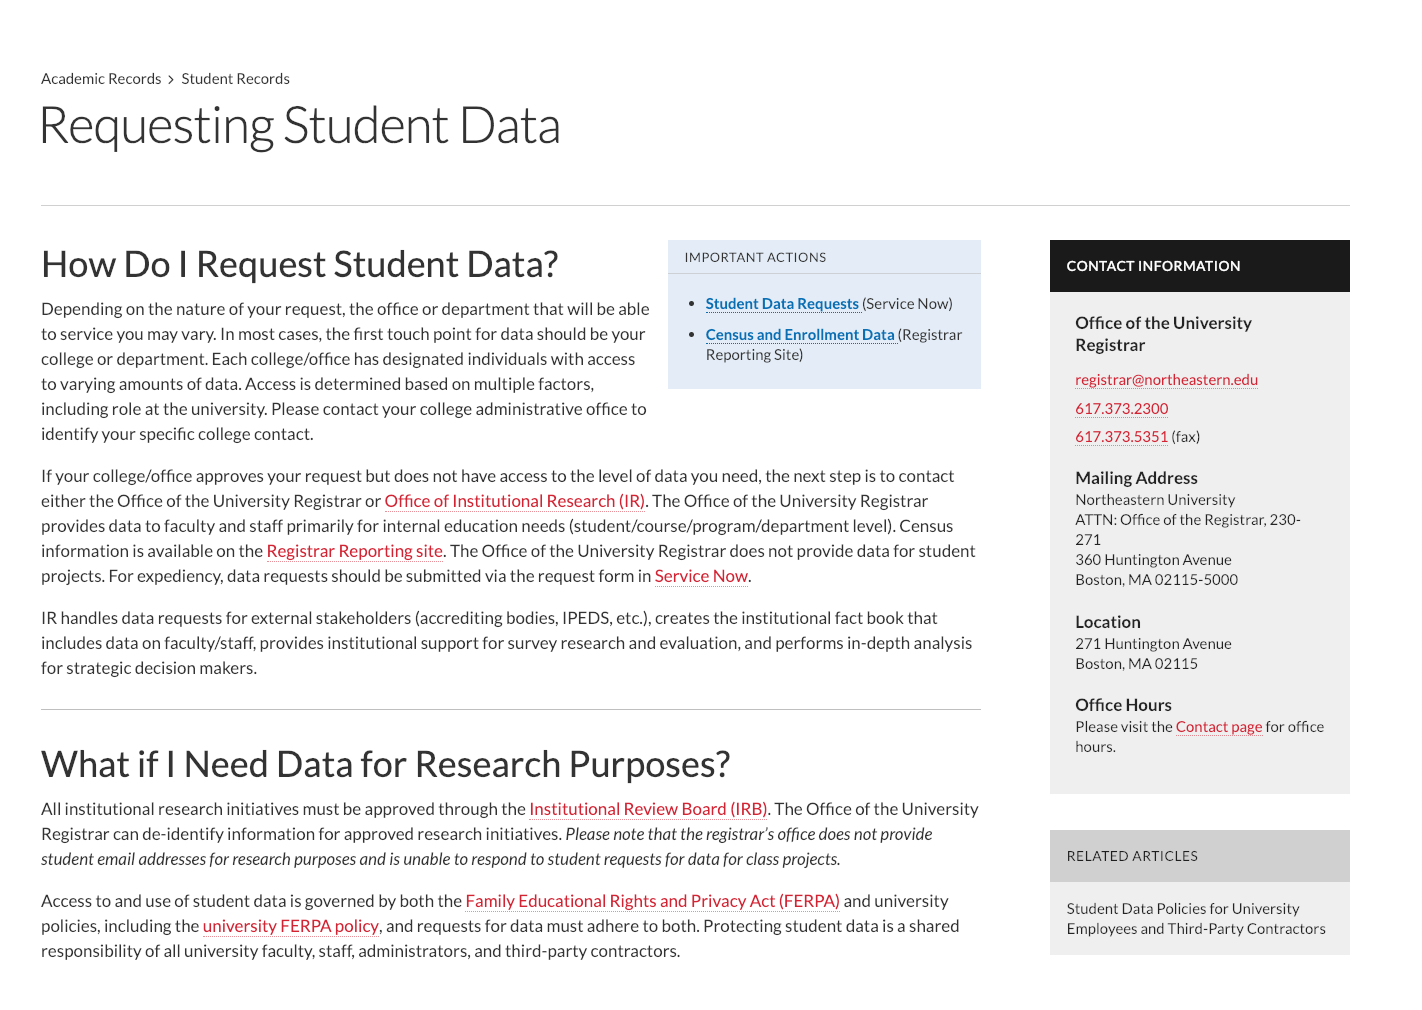 Academic Records > Student Records
Requesting Student Data
How Do I Request Student Data?
Depending on the nature of your request, the office or department that will be able
to service you may vary. In most cases, the first touch point for data should be your
college or department. Each college/office has designated individuals with access
to varying amounts of data. Access is determined based on multiple factors,
including role at the university. Please contact your college administrative office to
identify your specific college contact.
IMPORTANT ACTIONS
• Student Data Requests (Service Now)
• Census and Enrollment Data (Registrar
Reporting Site)
If your college/office approves your request but does not have access to the level of data you need, the next step is to contact
either the Office of the University Registrar or Office of Institutional Research (IR). The Office of the University Registrar
provides data to faculty and staff primarily for internal education needs (student/course/program/department level). Census
information is available on the Registrar Reporting site. The Office of the University Registrar does not provide data for student
projects. For expediency, data requests should be submitted via the request form in Service Now.
IR handles data requests for external stakeholders (accrediting bodies, IPEDS, etc.), creates the institutional fact book that
includes data on faculty/staff, provides institutional support for survey research and evaluation, and performs in-depth analysis
for strategic decision makers.
What if I Need Data for Research Purposes?
All institutional research initiatives must be approved through the Institutional Review Board (IRB). The Office of the University
Registrar can de-identify information for approved research initiatives. Please note that the registrar's office does not provide
student email addresses for research purposes and is unable to respond to student requests for data for class projects.
Access to and use of student data is governed by both the Family Educational Rights and Privacy Act (FERPA) and university
policies, including the university FERPA policy, and requests for data must adhere to both. Protecting student data is a shared
responsibility of all university faculty, staff, administrators, and third-party contractors.
CONTACT INFORMATION
Office of the University
Registrar
registrar@northeastern.edu
617.373.2300
617.373.5351 (fax)
Mailing Address
Northeastern University
ATTN: Office of the Registrar, 230-
271
360 Huntington Avenue
Boston, MA 02115-5000
Location
271 Huntington Avenue
Boston, MA 02115
Office Hours
Please visit the Contact page for office
hours.
RELATED ARTICLES
Student Data Policies for University
Employees and Third-Party Contractors